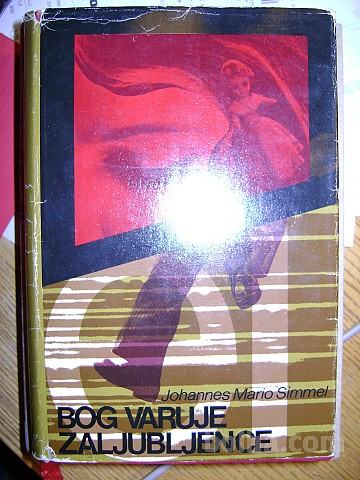 Johannes Mario Simmel
BOG VARUJE
ZALJUBLJENCE